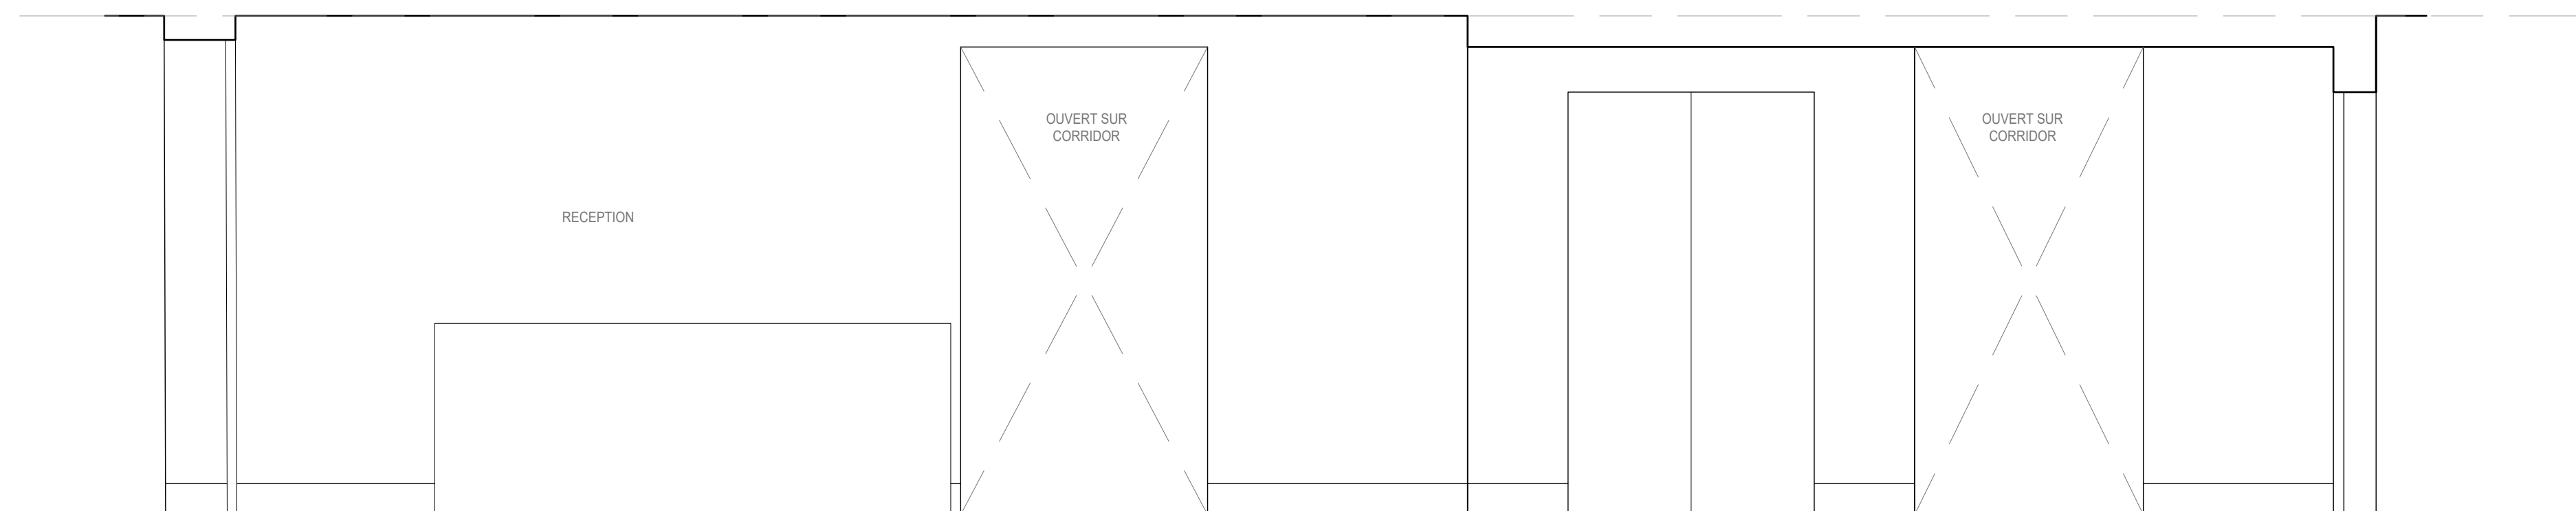 OUVERT SUR
CORRIDOR
OUVERT SUR
CORRIDOR
RECEPTION